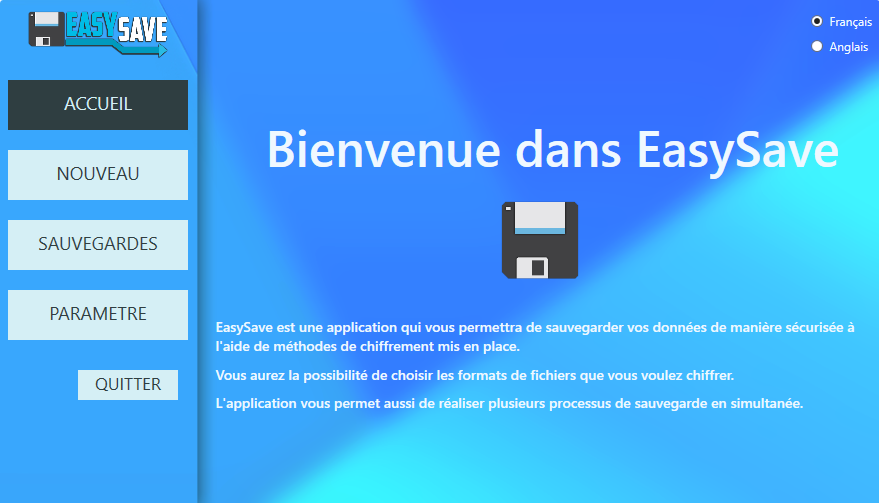 EASY SAVE
Français
Anglais
ACCUEIL
NOUVEAU
SAUVEGARDES
PARAMETRE
QUITTER
Bienvenue dans EasySave
EasySave est une application qui vous permettra de sauvegarder vos données de manière sécurisée à
l'aide de méthodes de chiffrement mis en place.
Vous aurez la possibilité de choisir les formats de fichiers que vous voulez chiffrer.
L'application vous permet aussi de réaliser plusieurs processus de sauvegarde en simultanée.